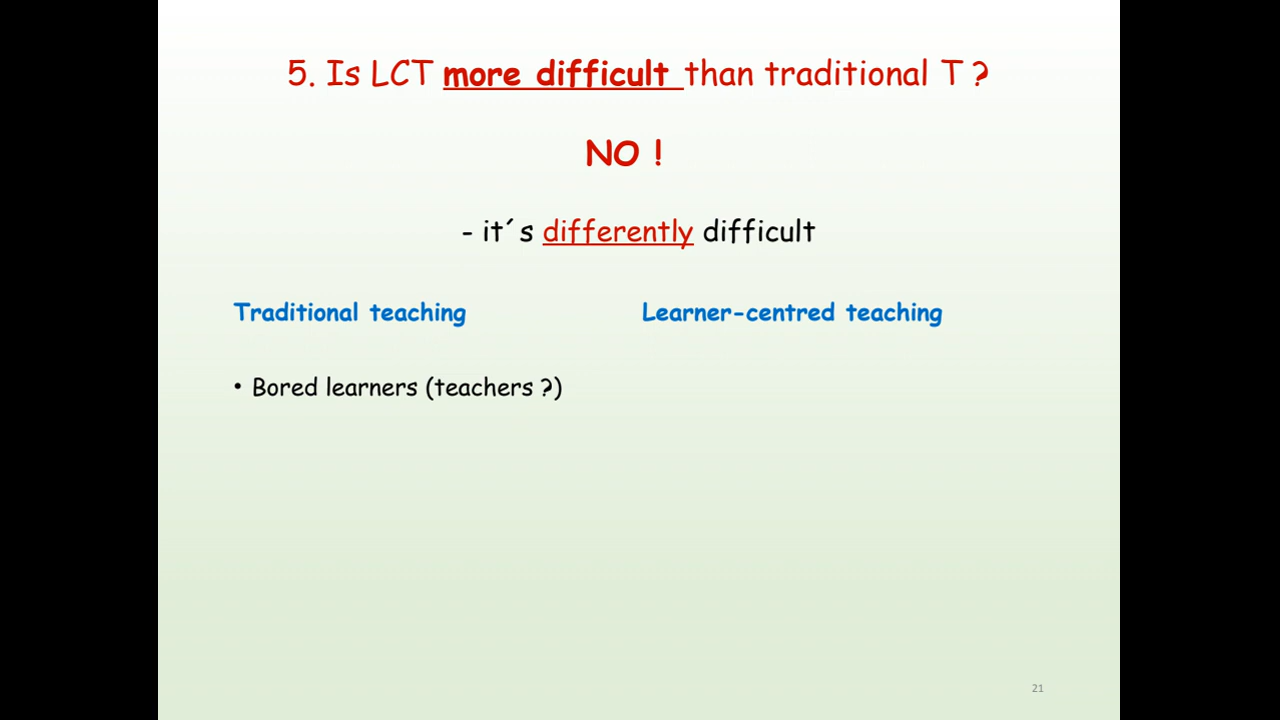 5. Is LCT more difficult than traditional T ?
NO !
- it´s differently difficult
Traditional teaching
Learner-centred teaching
• Bored learners (teachers ?)
21